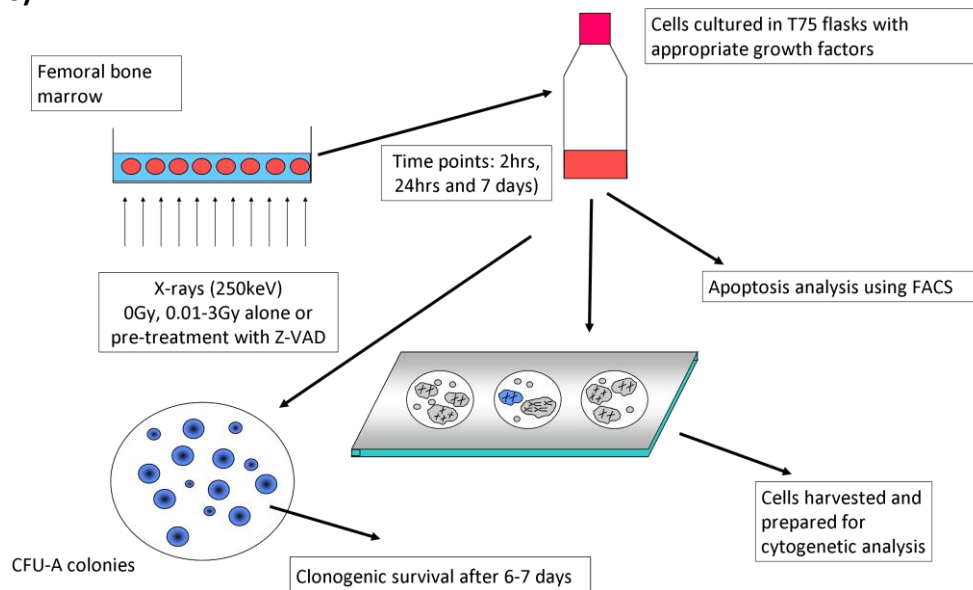 Cells cultured in T75 flasks with
appropriate growth factors
Femoral bone
marrow
Time points: 2hrs,
24hrs and 7 days)
X-rays (250keV)
0Gy, 0.01-3Gy alone or
pre-treatment with Z-VAD
Apoptosis analysis using FACS
Cells harvested and
prepared for
cytogenetic analysis
CFU-A colonies
Clonogenic survival after 6-7 days